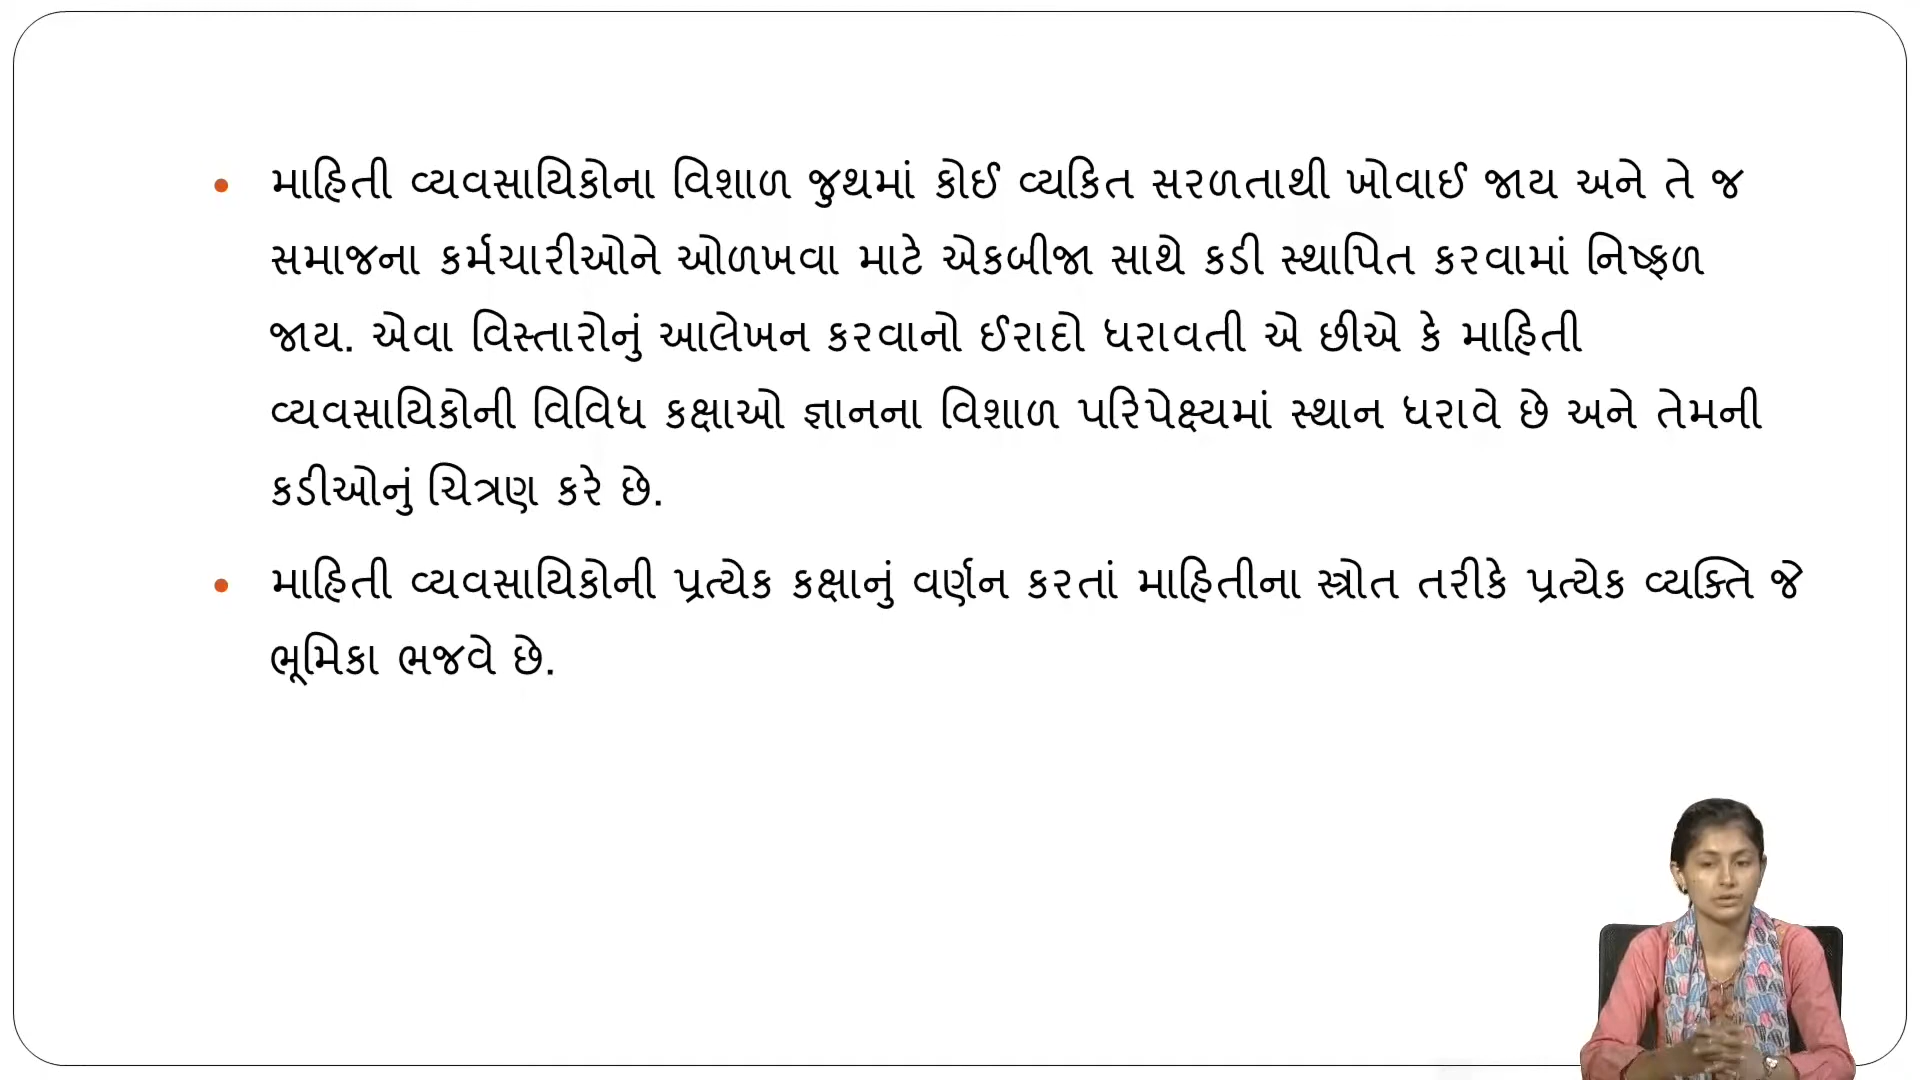 • માહિતી વ્યવસાયિકોના વિશાળ જુથમાં કોઈ વ્યકિત સરળતાથી ખોવાઈ જાય અને તે જ
સમાજના કર્મચારીઓને ઓળખવા માટે એકબીજા સાથે કડી સ્થાપિત કરવામાં નિષ્ફળ
જાય. એવા વિસ્તારોનું આલેખન કરવાનો ઈરાદો ધરાવતી એ છીએ કે માહિતી
વ્યવસાયિકોની વિવિધ કક્ષાઓ જ્ઞાનના વિશાળ પરિપેક્ષ્યમાં સ્થાન ધરાવે છે અને તેમની
કડીઓનું ચિત્રણ કરે છે.
• માહિતી વ્યવસાયિકોની પ્રત્યેક કક્ષાનું વર્ણન કરતાં માહિતીના સ્ત્રોત તરીકે પ્રત્યેક વ્યક્તિ જે
ભૂમિકા ભજવે છે.